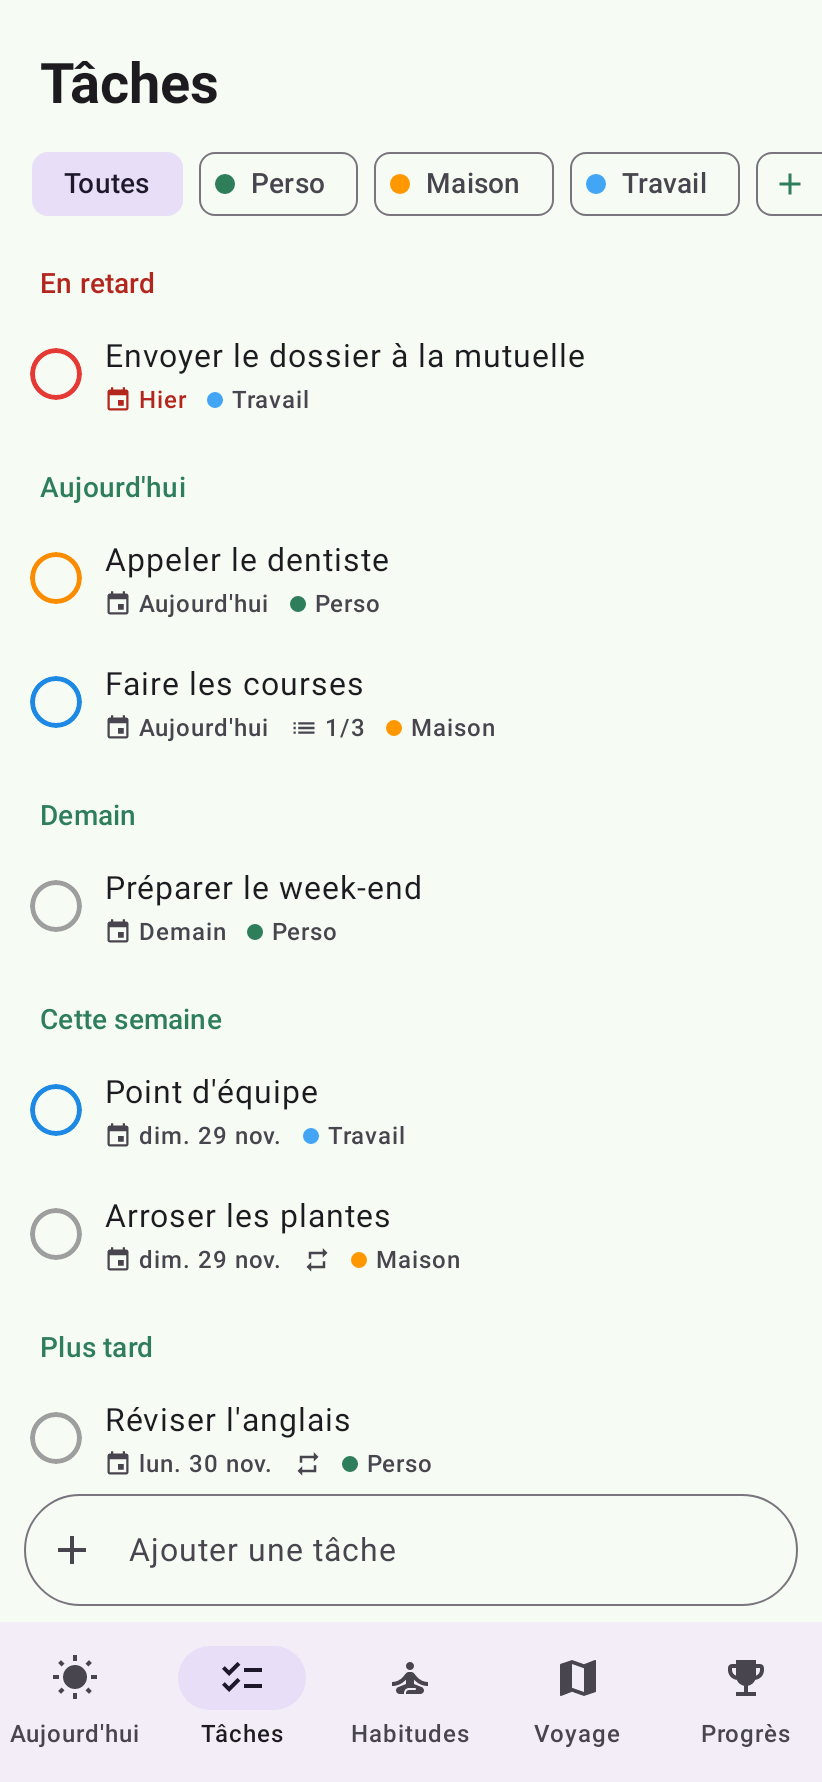 Tâches
Toutes
Perso
Maison
Travail
En retard
Envoyer le dossier à la mutuelle
Hier Travail
Aujourd'hui
Appeler le dentiste
Aujourd'hui Perso
Faire les courses
Aujourd'hui 1/3 Maison
Demain
Préparer le week-end
Demain Perso
Cette semaine
Point d'équipe
dim. 29 nov. Travail
Arroser les plantes
dim. 29 nov. Maison
Plus tard
Réviser l'anglais
lun. 30 nov. Perso
Ajouter une tâche
Aujourd'hui
Tâches
Habitudes
Voyage
Progrès